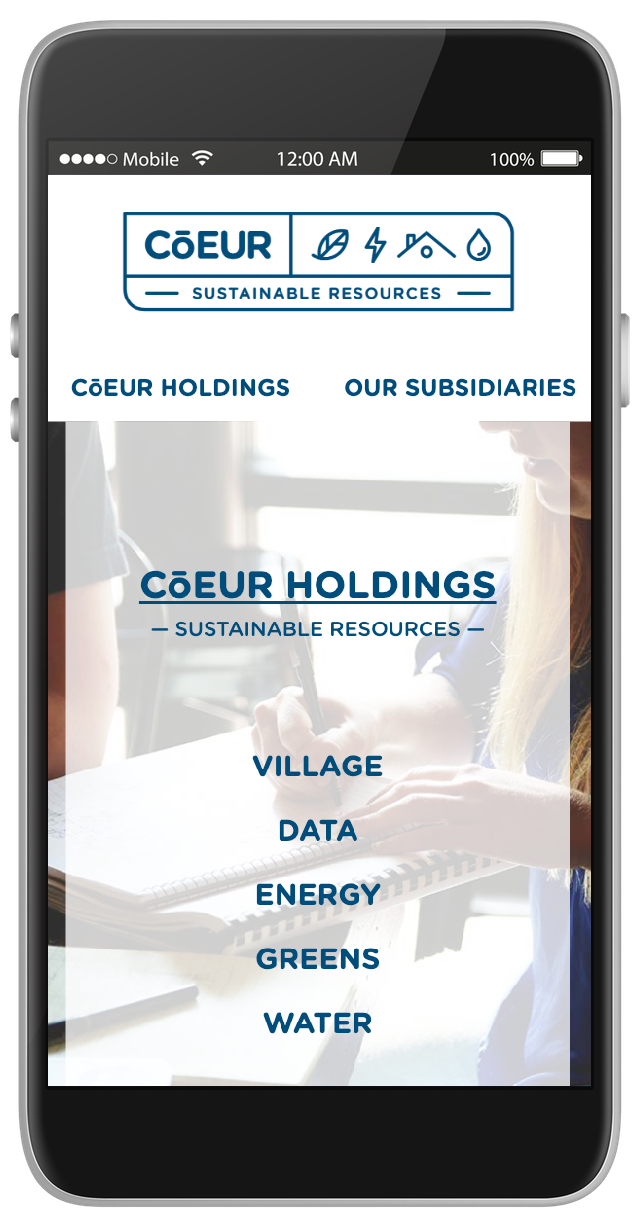 Mobile 12:00 AM 100%
CōEUR
SUSTAINABLE RESOURCES
CōEUR HOLDINGS OUR SUBSIDIARIES
CōEUR HOLDINGS
— SUSTAINABLE RESOURCES —
VILLAGE
DATA
ENERGY
GREENS
WATER